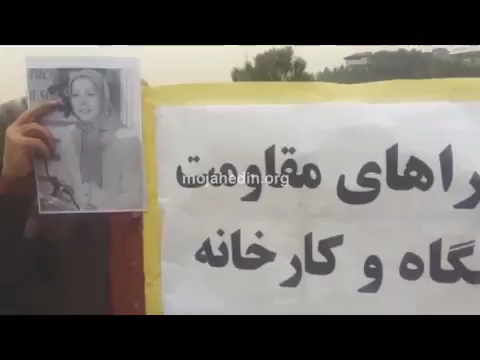 راهای مقاومت
mojahedin.org
گاه و کارخانه